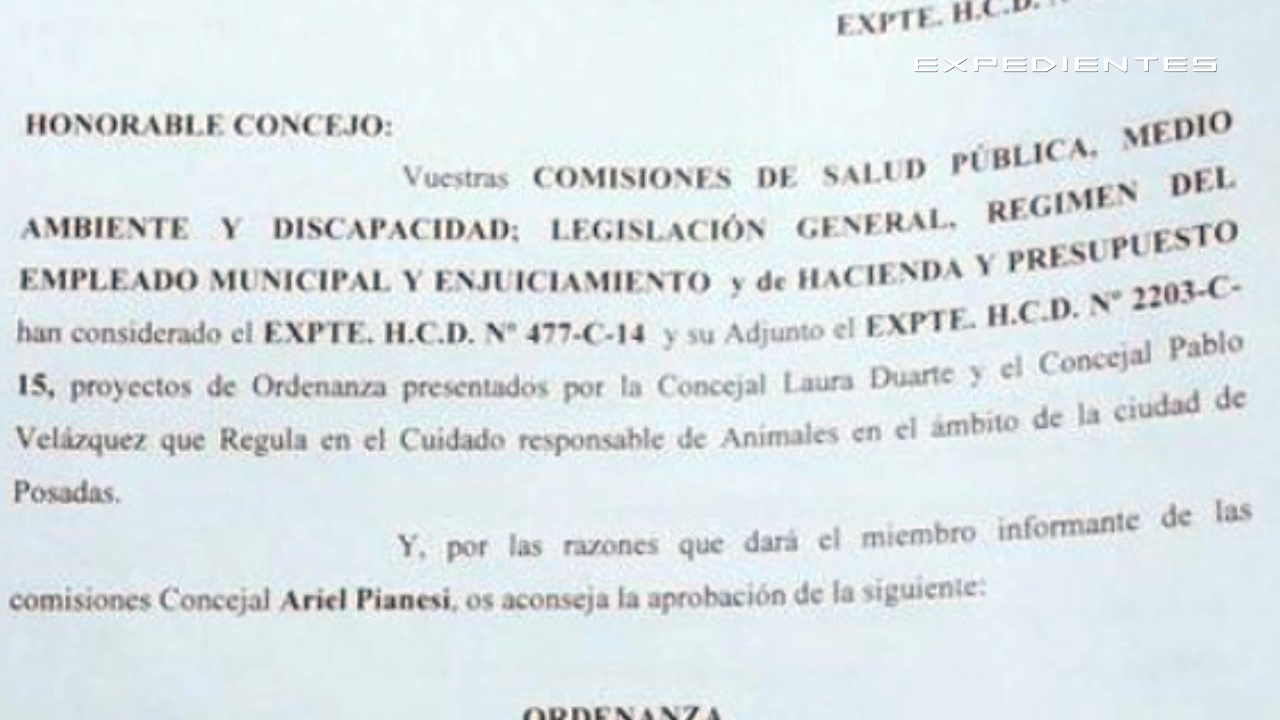 EXPTE. H.C.D.
EXPEDIENTES
HONORABLE CONCEJO:
Vuestras COMISIONES DE SALUD PÚBLICA, MEDIO
AMBIENTE Y DISCAPACIDAD; LEGISLACIÓN GENERAL, REGIMEN DEL
EMPLEADO MUNICIPAL Y ENJUICIAMIENTO y de HACIENDA Y PRESUPUESTO
han considerado el EXPTE. H.C.D. Nº 477-C-14 y su Adjunto el EXPTE. H.C.D. Nº 2203-C-
15, proyectos de Ordenanza presentados por la Concejal Laura Duarte y el Concejal Pablo
Velázquez que Regula en el Cuidado responsable de Animales en el ámbito de la ciudad de
Posadas.
Y, por las razones que dará el miembro informante de las
comisiones Concejal Ariel Pianesi, os aconseja la aprobación de la siguiente:
ORDENANZA